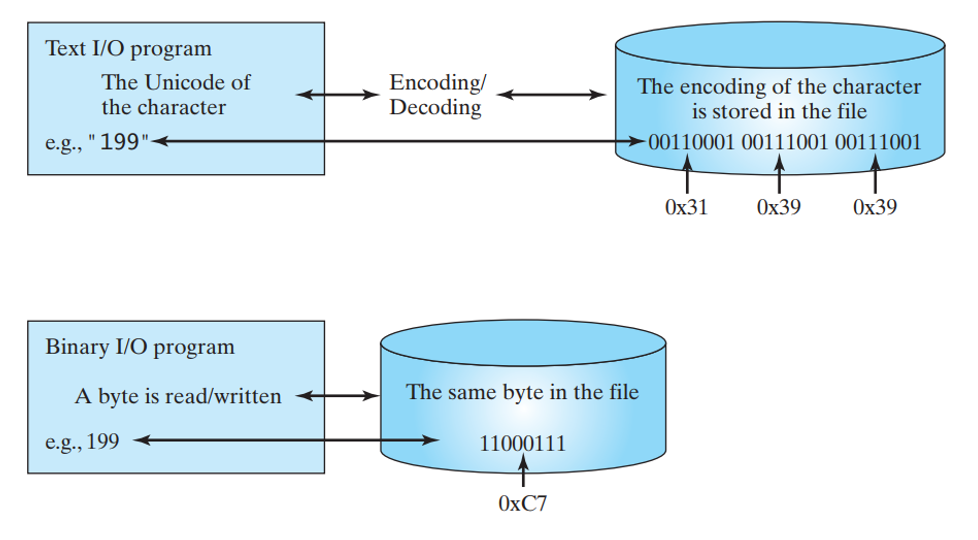 Text I/O program
The Unicode of
the character
e.g., "199"
Encoding/
Decoding
The encoding of the character
is stored in the file
00110001 00111001 00111001
0x31 0x39 0x39
Binary I/O program
A byte is read/written
e.g., 199
The same byte in the file
11000111
0xC7